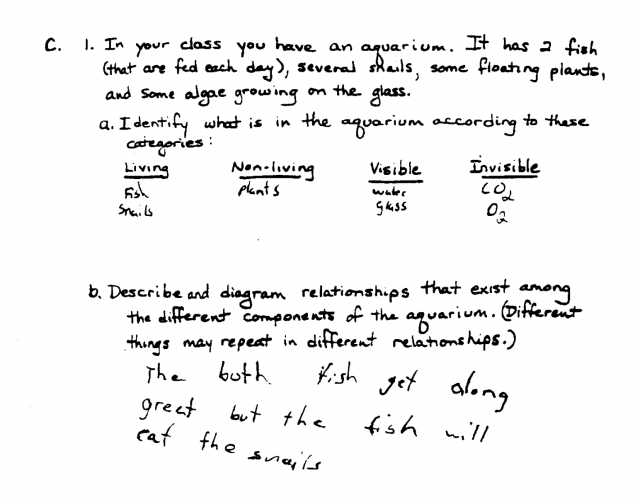 C. 1. In your class you have an aquarium. It has 2 fish
(that are fed each day), several snails, some floating plants,
and some algae growing on the glass.
a. Identify what is in the aquarium according to these
categories:
Living Non-living Visible Invisible
Fish plants water CO2
Snails glass O2
b. Describe and diagram relationships that exist among
the different components of the aquarium. (Different
things may repeat in different relationships.)
The both fish get along
great but the fish will
eat the snails